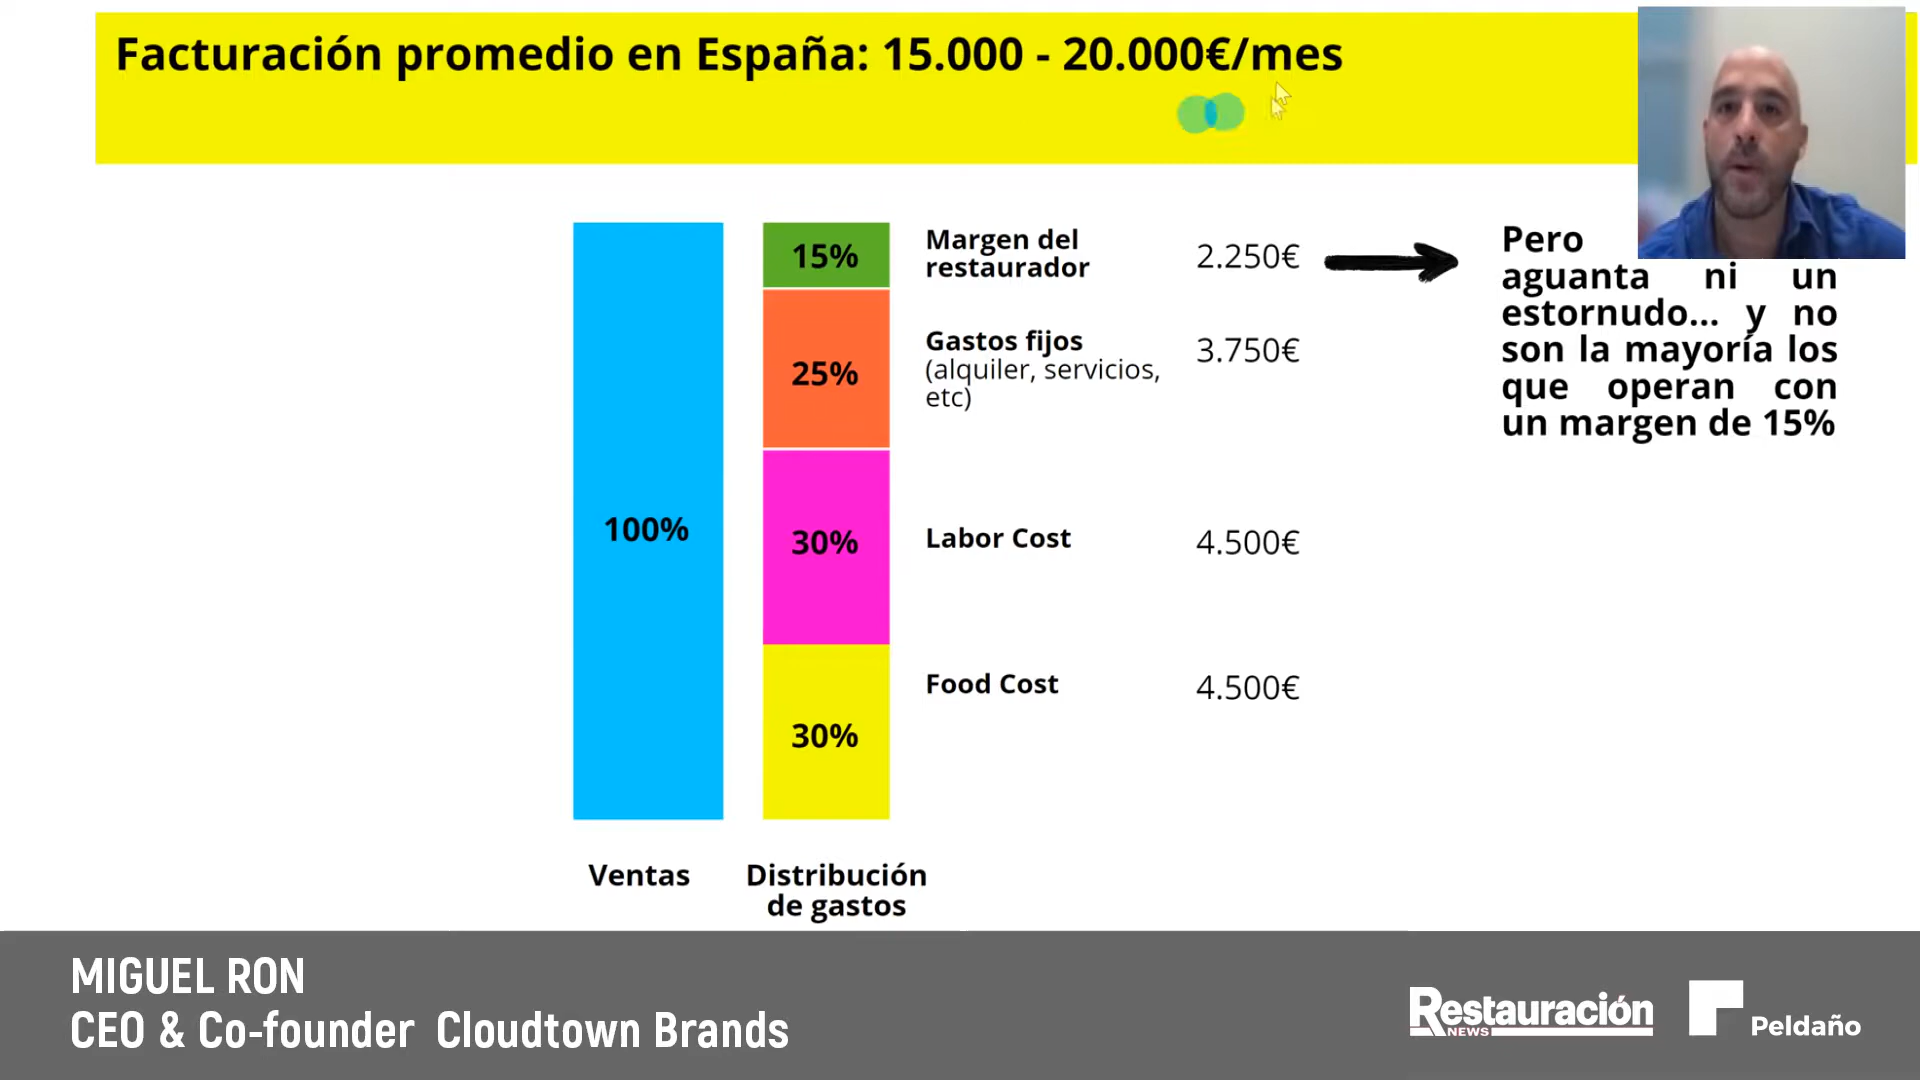 Facturación promedio en España: 15.000 - 20.000€/mes
100%
15%
25%
30%
30%
Margen del
restaurador
2.250€
Gastos fijos
(alquiler, servicios,
etc)
3.750€
Labor Cost
4.500€
Food Cost
4.500€
Pero
aguanta ni un
estornudo... y no
son la mayoría los
que operan con
un margen de 15%
Ventas
Distribución
de gastos
MIGUEL RON
CEO & Co-founder Cloudtown Brands
Restauración
NEWS
Peldaño